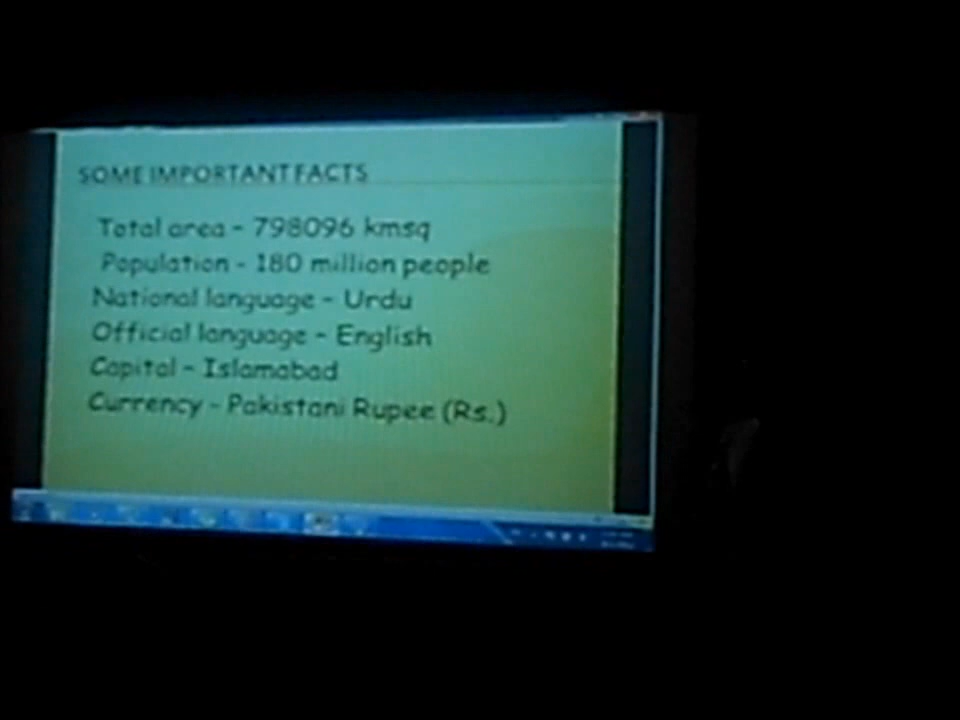 SOME IMPORTANT FACTS
Total area - 798096 kmsq
Population - 180 million people
National language - Urdu
Official language - English
Capital - Islamabad
Currency - Pakistani Rupee (Rs.)